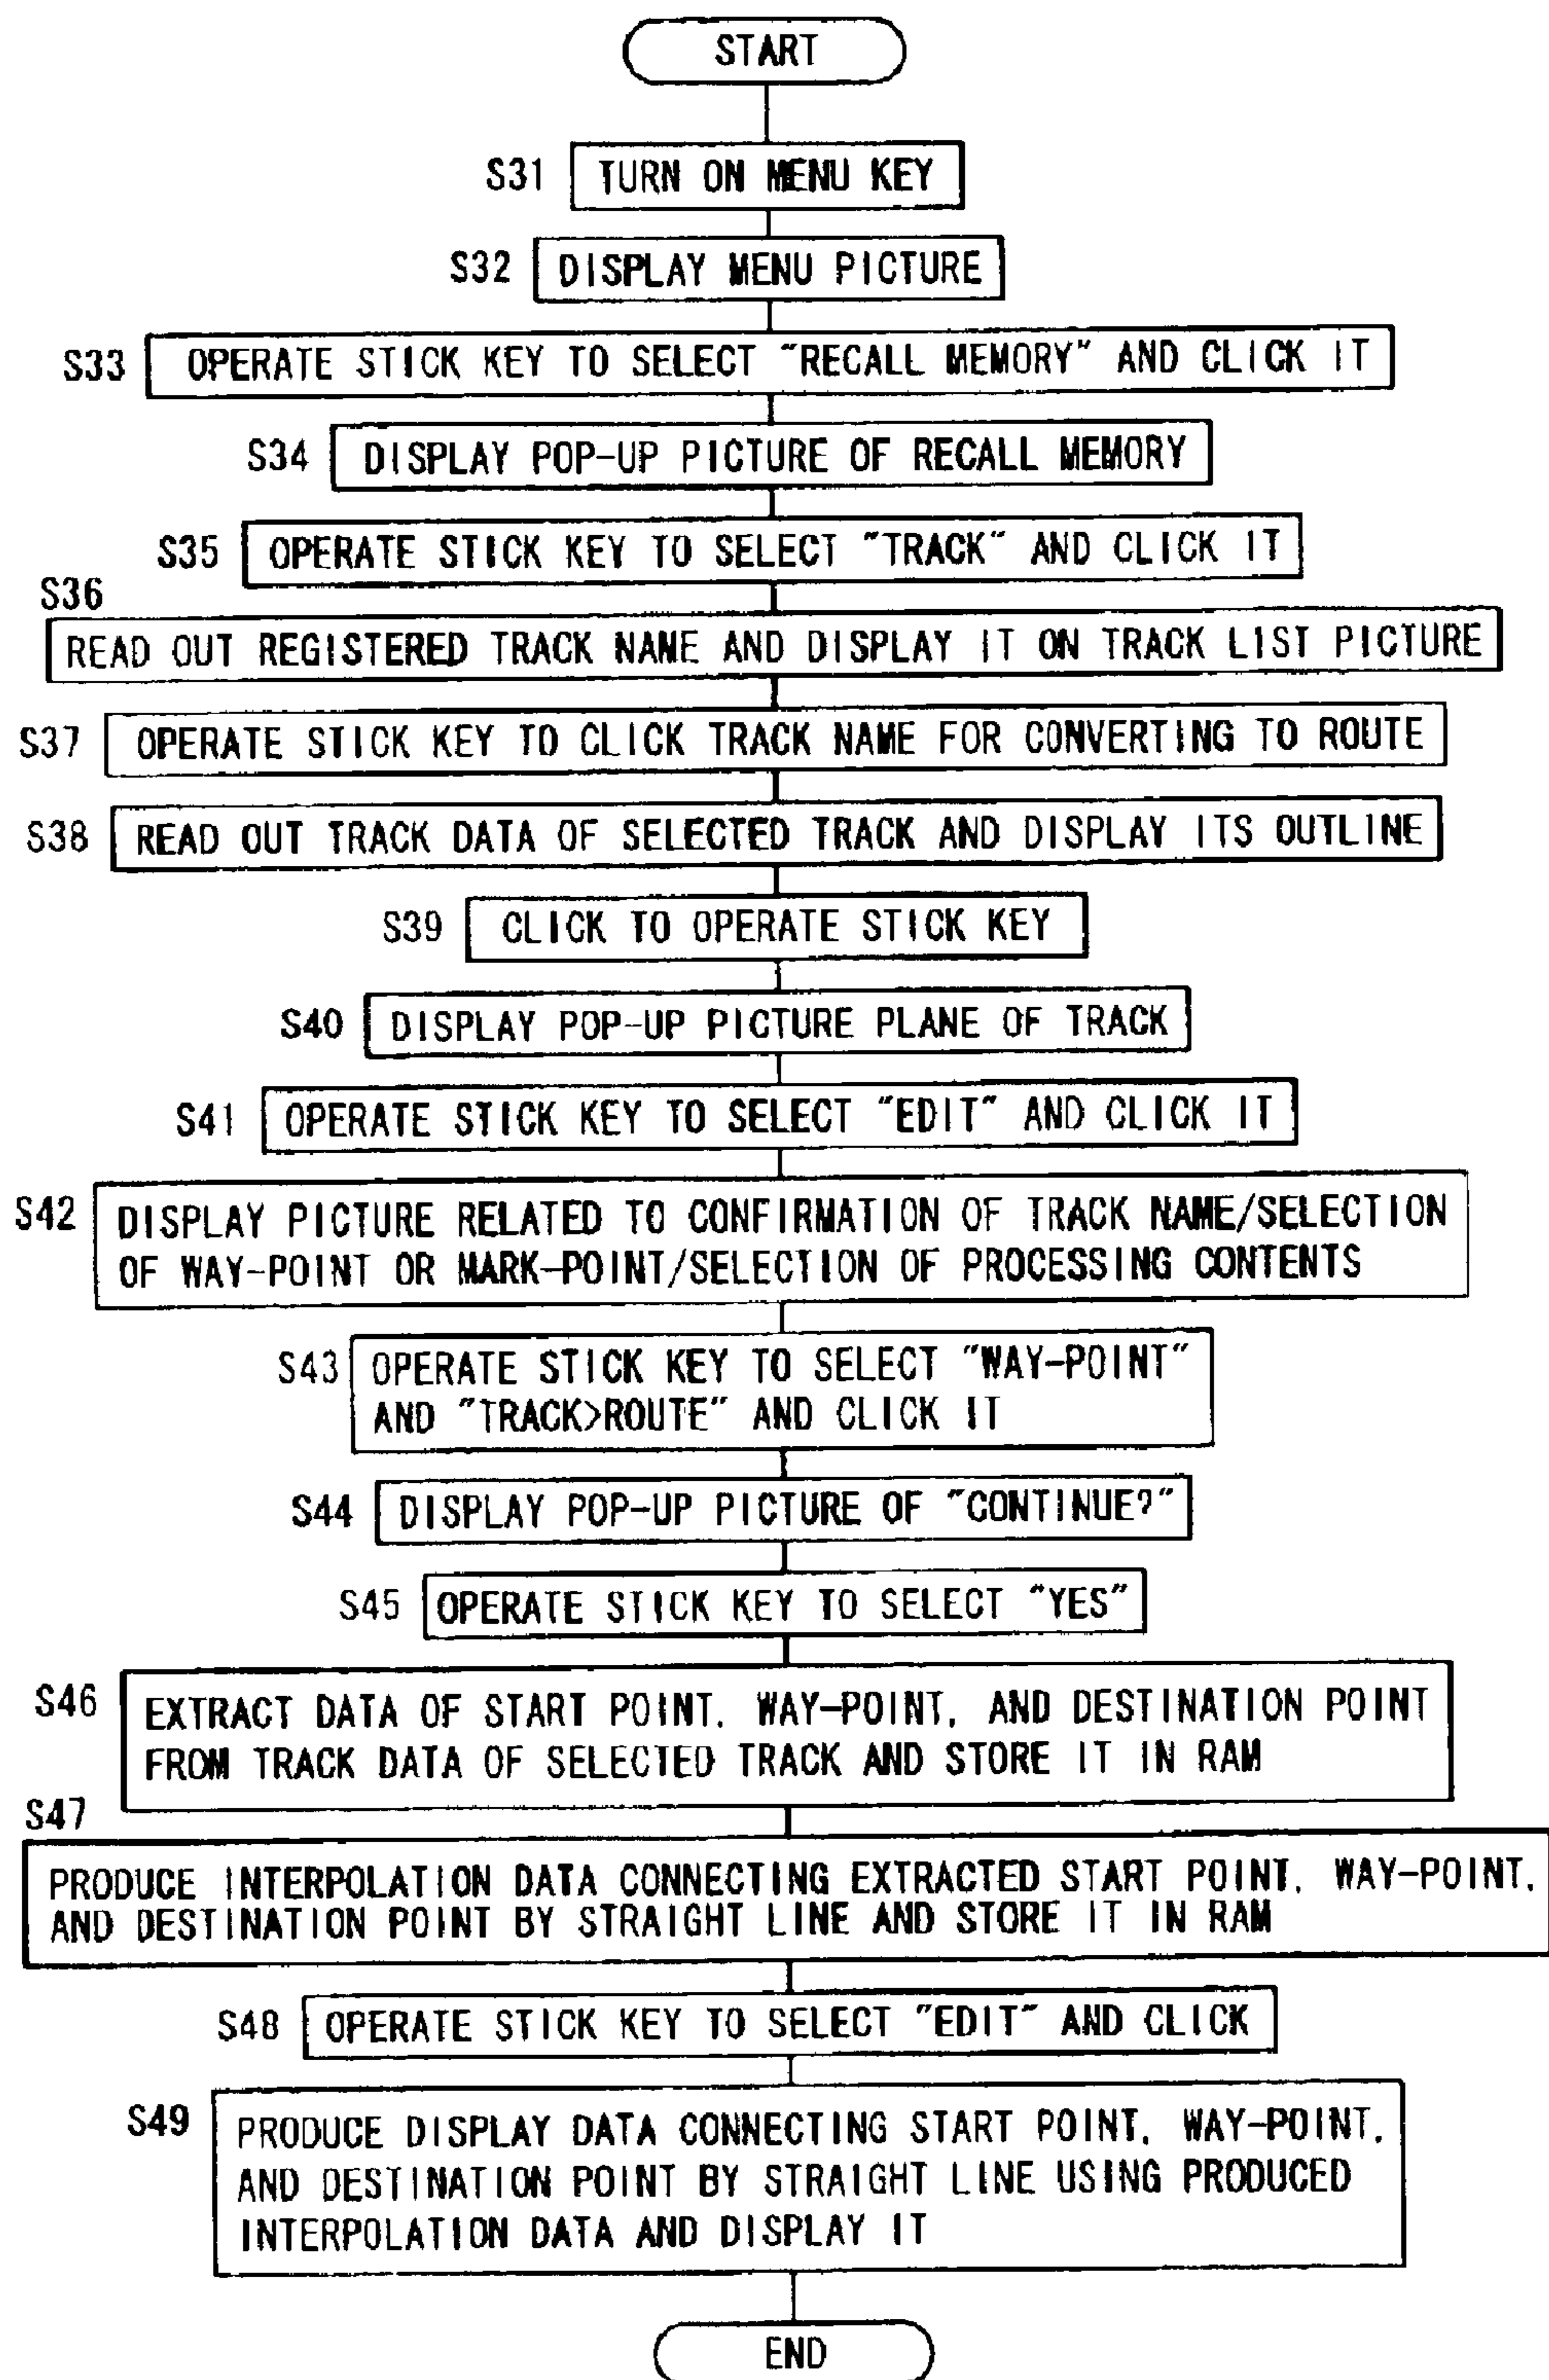 START
S31 TURN ON MENU KEY
S32 DISPLAY MENU PICTURE
S33 OPERATE STICK KEY TO SELECT "RECALL MEMORY" AND CLICK IT
S34 DISPLAY POP-UP PICTURE OF RECALL MEMORY
S35 OPERATE STICK KEY TO SELECT "TRACK" AND CLICK IT
S36
READ OUT REGISTERED TRACK NAME AND DISPLAY IT ON TRACK LIST PICTURE
S37 OPERATE STICK KEY TO CLICK TRACK NAME FOR CONVERTING TO ROUTE
S38 READ OUT TRACK DATA OF SELECTED TRACK AND DISPLAY ITS OUTLINE
S39 CLICK TO OPERATE STICK KEY
S40 DISPLAY POP-UP PICTURE PLANE OF TRACK
S41 OPERATE STICK KEY TO SELECT "EDIT" AND CLICK IT
S42 DISPLAY PICTURE RELATED TO CONFIRMATION OF TRACK NAME/SELECTION
OF WAY-POINT OR MARK-POINT/SELECTION OF PROCESSING CONTENTS
S43 OPERATE STICK KEY TO SELECT "WAY-POINT"
AND "TRACK>ROUTE" AND CLICK IT
S44 DISPLAY POP-UP PICTURE OF "CONTINUE?"
S45 OPERATE STICK KEY TO SELECT "YES"
S46 EXTRACT DATA OF START POINT, WAY-POINT, AND DESTINATION POINT
FROM TRACK DATA OF SELECTED TRACK AND STORE IT IN RAM
S47
PRODUCE INTERPOLATION DATA CONNECTING EXTRACTED START POINT, WAY-POINT,
AND DESTINATION POINT BY STRAIGHT LINE AND STORE IT IN RAM
S48 OPERATE STICK KEY TO SELECT "EDIT" AND CLICK
S49 PRODUCE DISPLAY DATA CONNECTING START POINT, WAY-POINT,
AND DESTINATION POINT BY STRAIGHT LINE USING PRODUCED
INTERPOLATION DATA AND DISPLAY IT
END